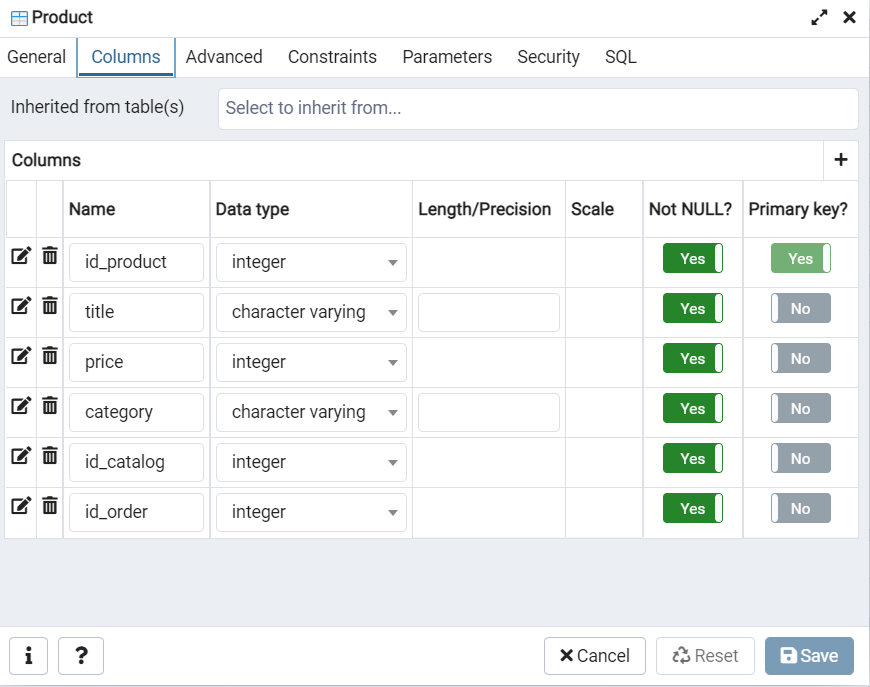 Product
General Columns Advanced Constraints Parameters Security SQL
Inherited from table(s) Select to inherit from...
Columns
Name Data type Length/Precision Scale Not NULL? Primary key?
id_product integer Yes Yes
title character varying Yes No
price integer Yes No
category character varying Yes No
id_catalog integer Yes No
id_order integer Yes No
i ? Cancel Reset Save